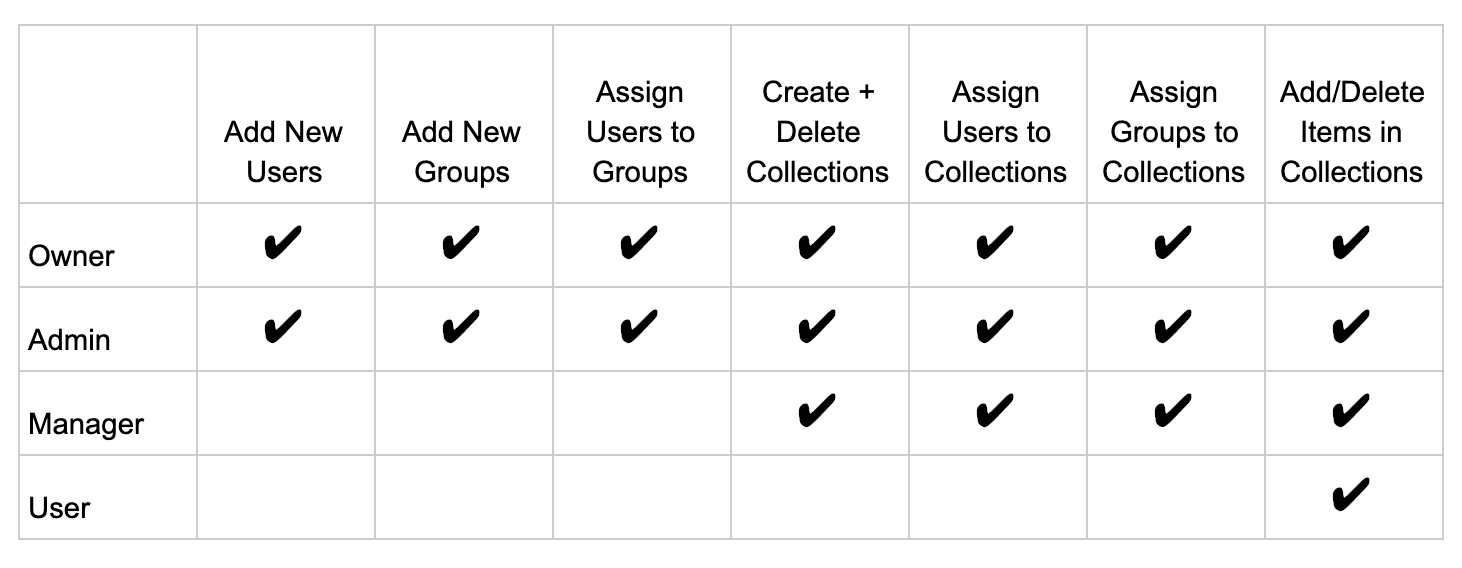 Add New
Users
Add New
Groups
Assign
Users to
Groups
Create +
Delete
Collections
Assign
Users to
Collections
Assign
Groups to
Collections
Add/Delete
Items in
Collections
Owner ✔ ✔ ✔ ✔ ✔ ✔ ✔
Admin ✔ ✔ ✔ ✔ ✔ ✔ ✔
Manager ✔ ✔ ✔ ✔
User ✔